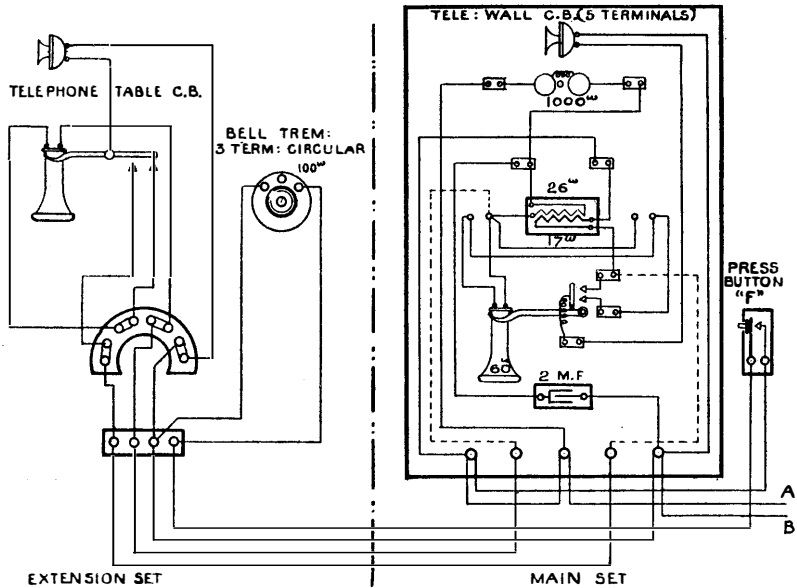 TELE: WALL C.B.(5 TERMINALS)
TELEPHONE TABLE C.B.
BELL TREM:
3 TERM: CIRCULAR
100ω
1000ω
26ω
17ω
60ω
2 M.F
PRESS
BUTTON
"F"
A
B
EXTENSION SET
MAIN SET